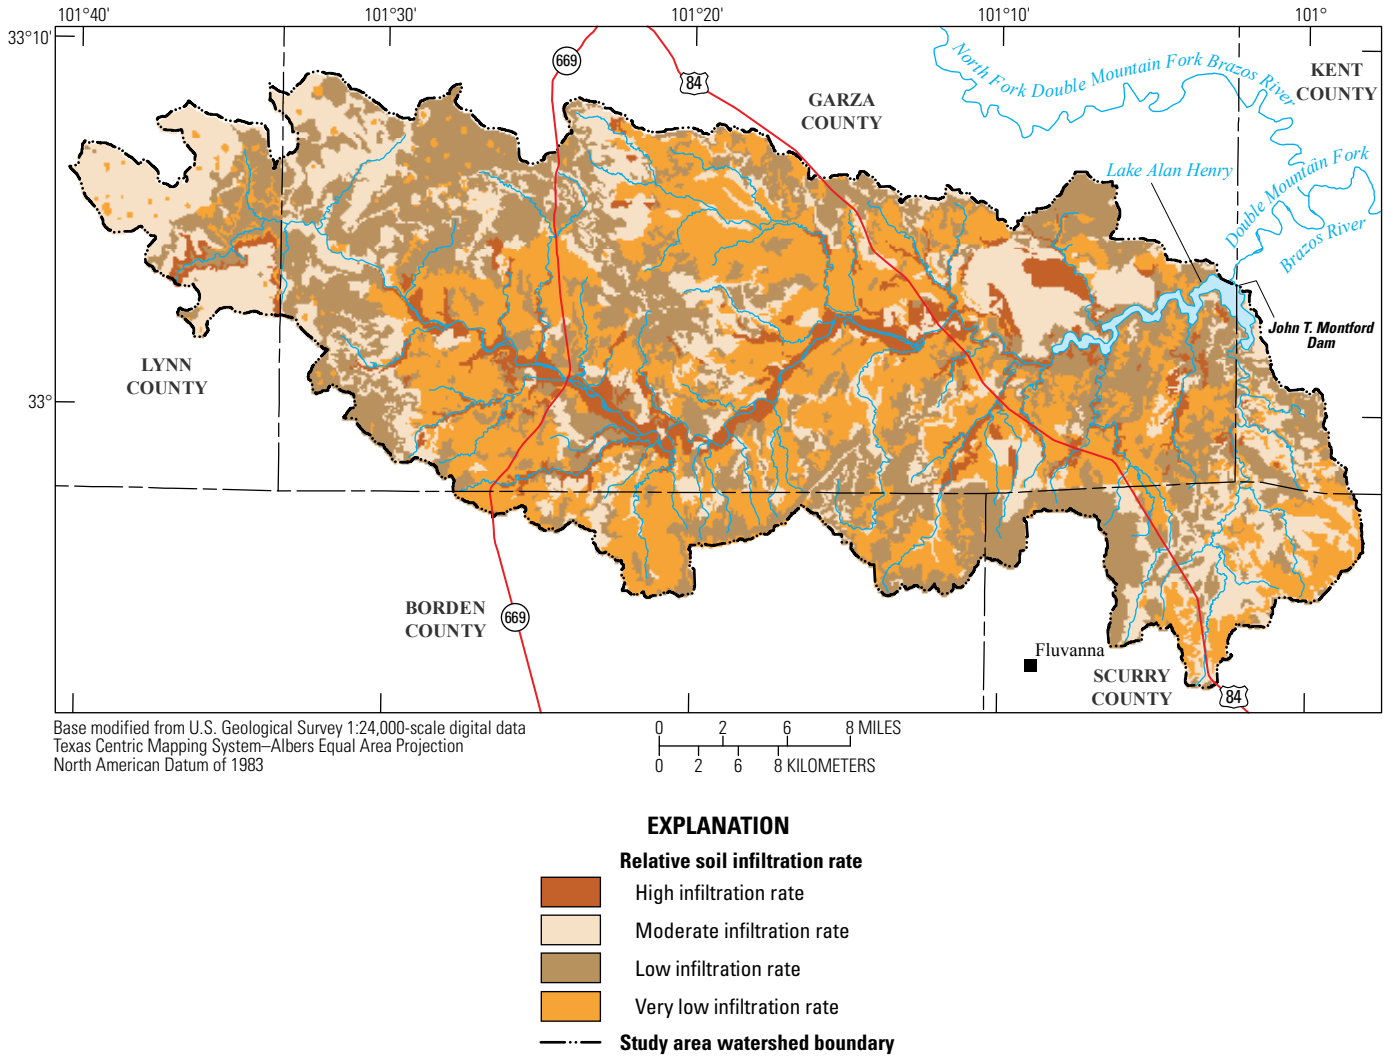 101°40'
101°30'
101°20'
101°10'
101°
33°10'
669
84
North Fork Double Mountain Fork Brazos River
KENT
COUNTY
GARZA
COUNTY
Lake Alan Henry
Double Mountain Fork
Brazos River
John T. Montford
Dam
LYNN
COUNTY
33°
BORDEN
COUNTY
669
Fluvanna
SCURRY
COUNTY
84
Base modified from U.S. Geological Survey 1:24,000-scale digital data
Texas Centric Mapping System–Albers Equal Area Projection
North American Datum of 1983
0 2 6 8 MILES
0 2 6 8 KILOMETERS
EXPLANATION
Relative soil infiltration rate
High infiltration rate
Moderate infiltration rate
Low infiltration rate
Very low infiltration rate
Study area watershed boundary